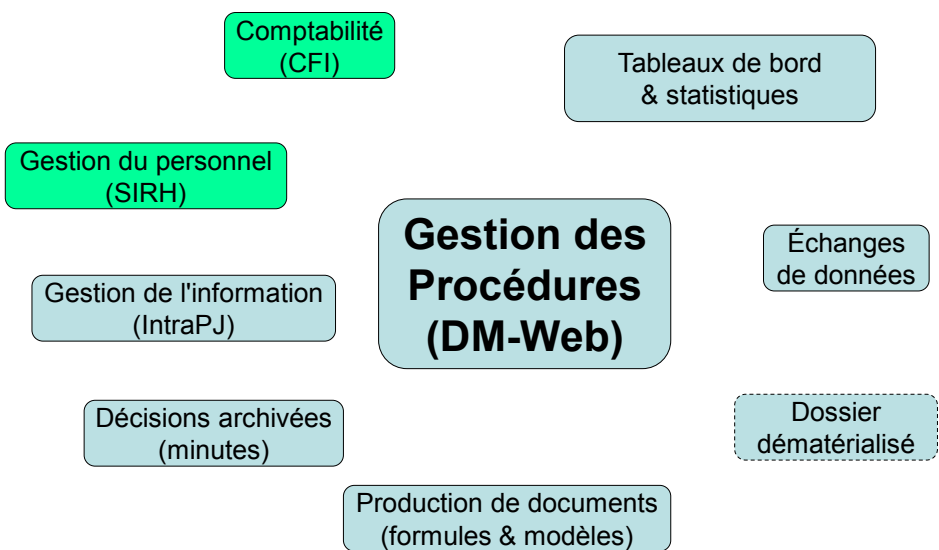 Comptabilité
(CFI)
Tableaux de bord
& statistiques
Gestion du personnel
(SIRH)
Gestion des
Procédures
(DM-Web)
Échanges
de données
Gestion de l'information
(IntraPJ)
Décisions archivées
(minutes)
Dossier
dématérialisé
Production de documents
(formules & modèles)